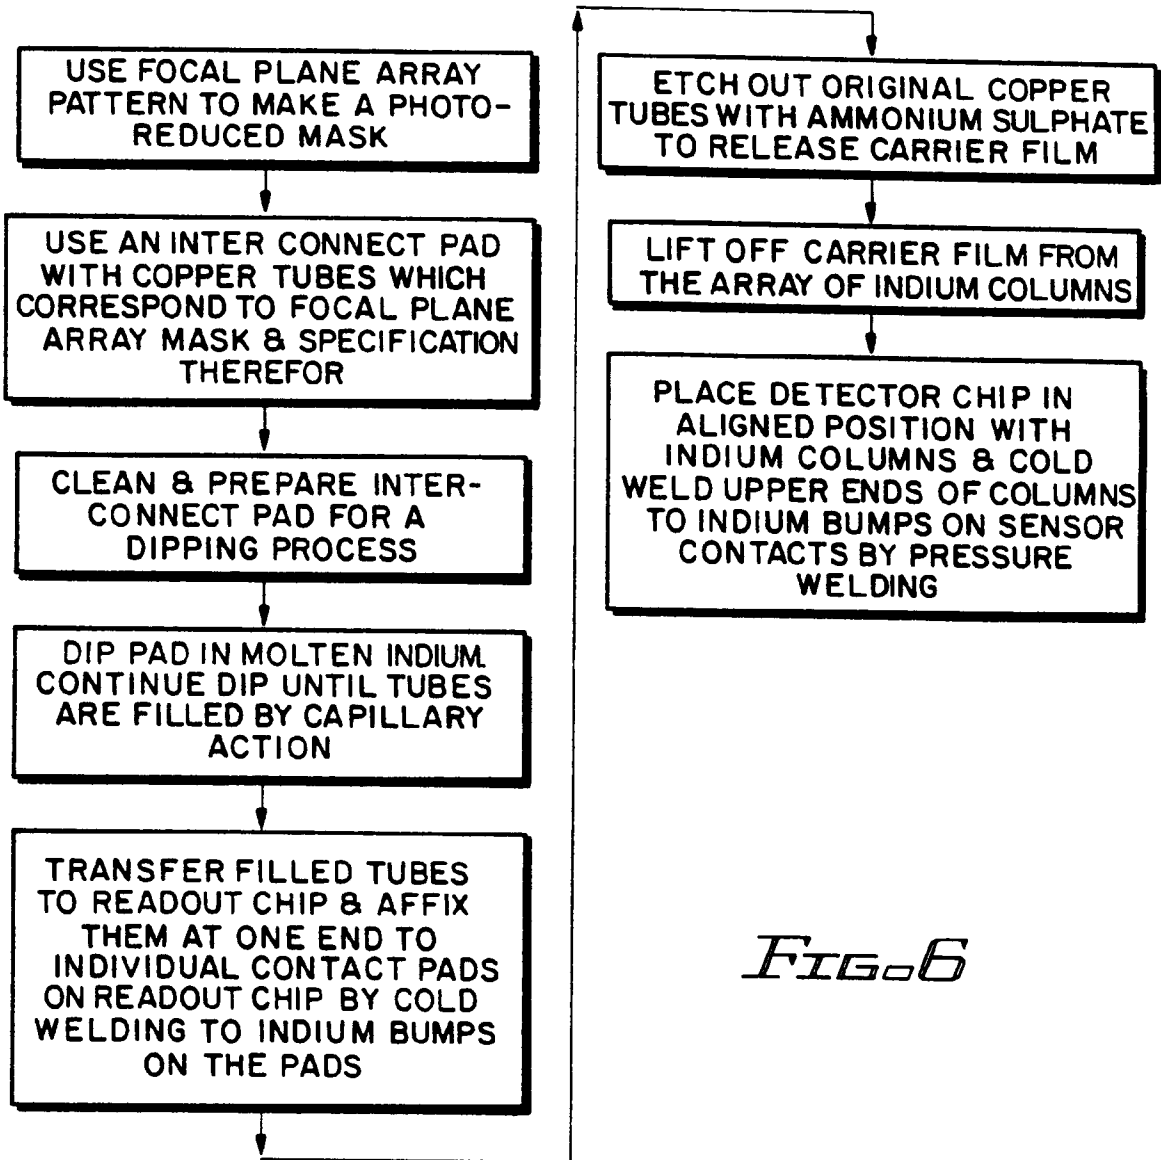 USE FOCAL PLANE ARRAY
PATTERN TO MAKE A PHOTO-
REDUCED MASK
USE AN INTER CONNECT PAD
WITH COPPER TUBES WHICH
CORRESPOND TO FOCAL PLANE
ARRAY MASK & SPECIFICATION
THEREFOR
CLEAN & PREPARE INTER-
CONNECT PAD FOR A
DIPPING PROCESS
DIP PAD IN MOLTEN INDIUM.
CONTINUE DIP UNTIL TUBES
ARE FILLED BY CAPILLARY
ACTION
TRANSFER FILLED TUBES
TO READOUT CHIP & AFFIX
THEM AT ONE END TO
INDIVIDUAL CONTACT PADS
ON READOUT CHIP BY COLD
WELDING TO INDIUM BUMPS
ON THE PADS
ETCH OUT ORIGINAL COPPER
TUBES WITH AMMONIUM SULPHATE
TO RELEASE CARRIER FILM
LIFT OFF CARRIER FILM FROM
THE ARRAY OF INDIUM COLUMNS
PLACE DETECTOR CHIP IN
ALIGNED POSITION WITH
INDIUM COLUMNS & COLD
WELD UPPER ENDS OF COLUMNS
TO INDIUM BUMPS ON SENSOR
CONTACTS BY PRESSURE
WELDING
FIG. 6